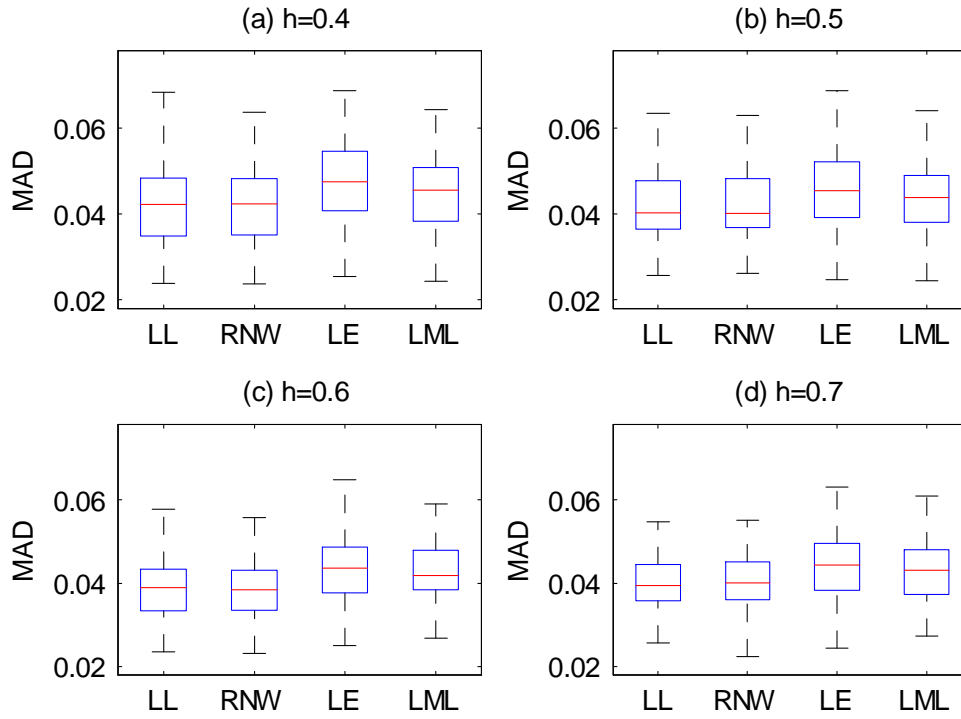 (a) h=0.4
MAD
0.06
0.04
0.02
LL RNW LE LML
(b) h=0.5
MAD
0.06
0.04
0.02
LL RNW LE LML
(c) h=0.6
MAD
0.06
0.04
0.02
LL RNW LE LML
(d) h=0.7
MAD
0.06
0.04
0.02
LL RNW LE LML